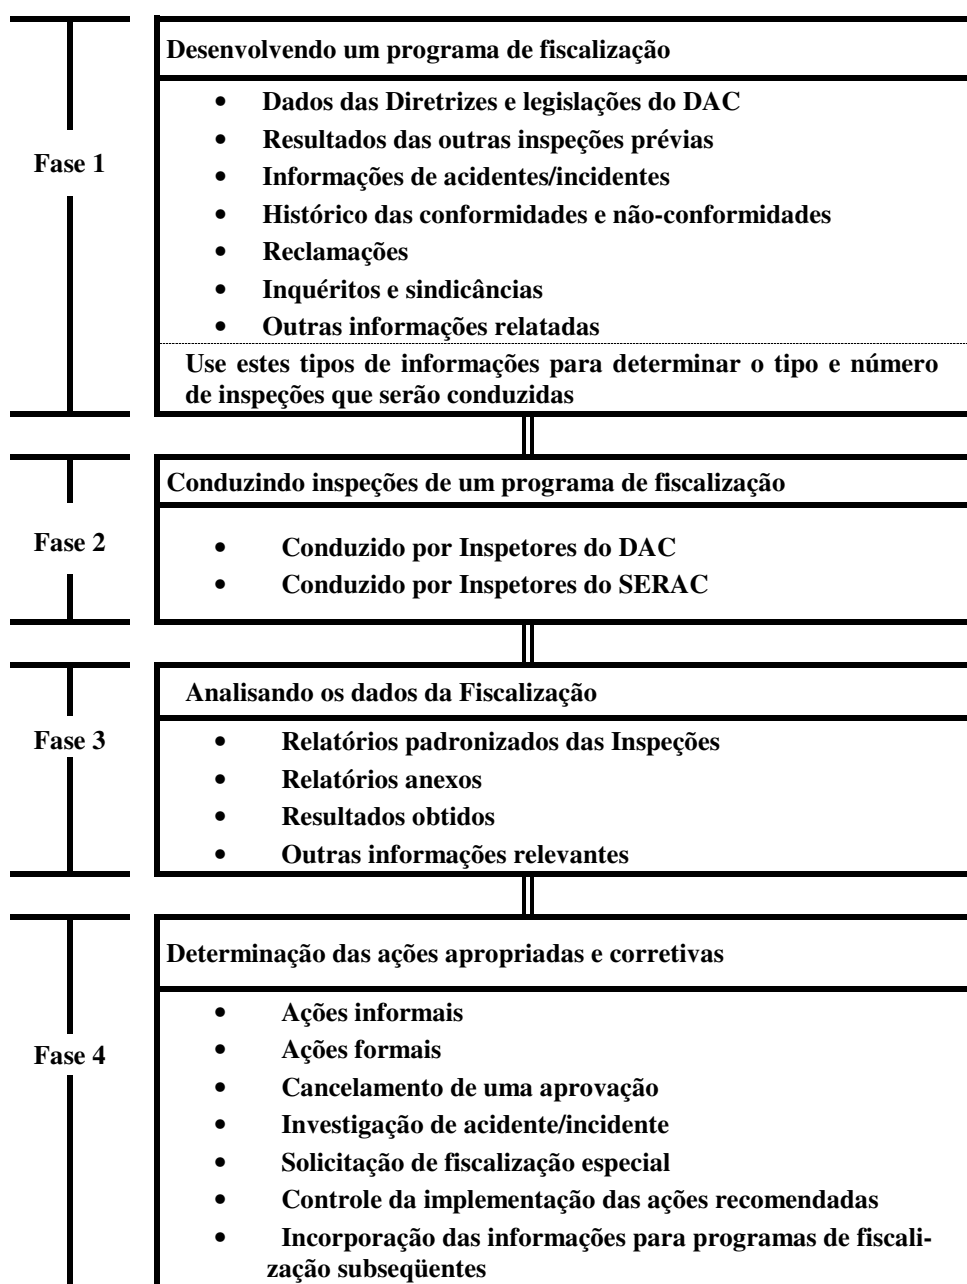 Desenvolvendo um programa de fiscalização
• Dados das Diretrizes e legislações do DAC
• Resultados das outras inspeções prévias
Fase 1
• Informações de acidentes/incidentes
• Histórico das conformidades e não-conformidades
• Reclamações
• Inquéritos e sindicâncias
• Outras informações relatadas
Use estes tipos de informações para determinar o tipo e número
de inspeções que serão conduzidas
Conduzindo inspeções de um programa de fiscalização
Fase 2
• Conduzido por Inspetores do DAC
• Conduzido por Inspetores do SERAC
Analisando os dados da Fiscalização
Fase 3
• Relatórios padronizados das Inspeções
• Relatórios anexos
• Resultados obtidos
• Outras informações relevantes
Determinação das ações apropriadas e corretivas
• Ações informais
Fase 4
• Ações formais
• Cancelamento de uma aprovação
• Investigação de acidente/incidente
• Solicitação de fiscalização especial
• Controle da implementação das ações recomendadas
• Incorporação das informações para programas de fiscali-
zação subseqüentes